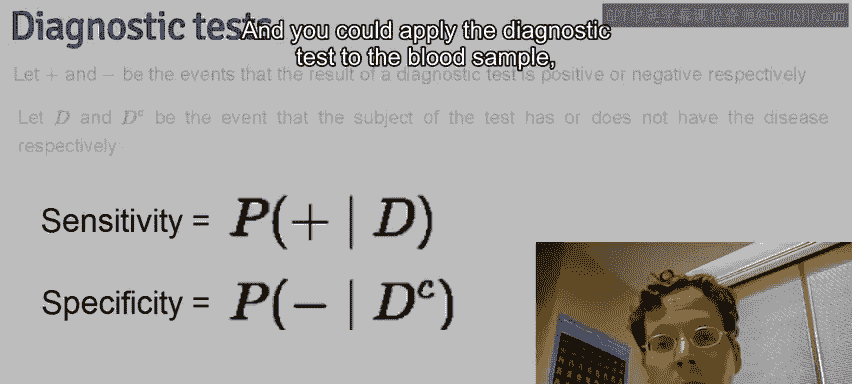 Diagnostic tests
And you could apply the diagnostic
test to the blood sample,
Let + and − be the events that the result of a diagnostic test is positive or negative respectively
Let D and Dᶜ be the event that the subject of the test has or does not have the disease
respectively
Sensitivity = P(+ | D)
Specificity = P(− | Dᶜ)